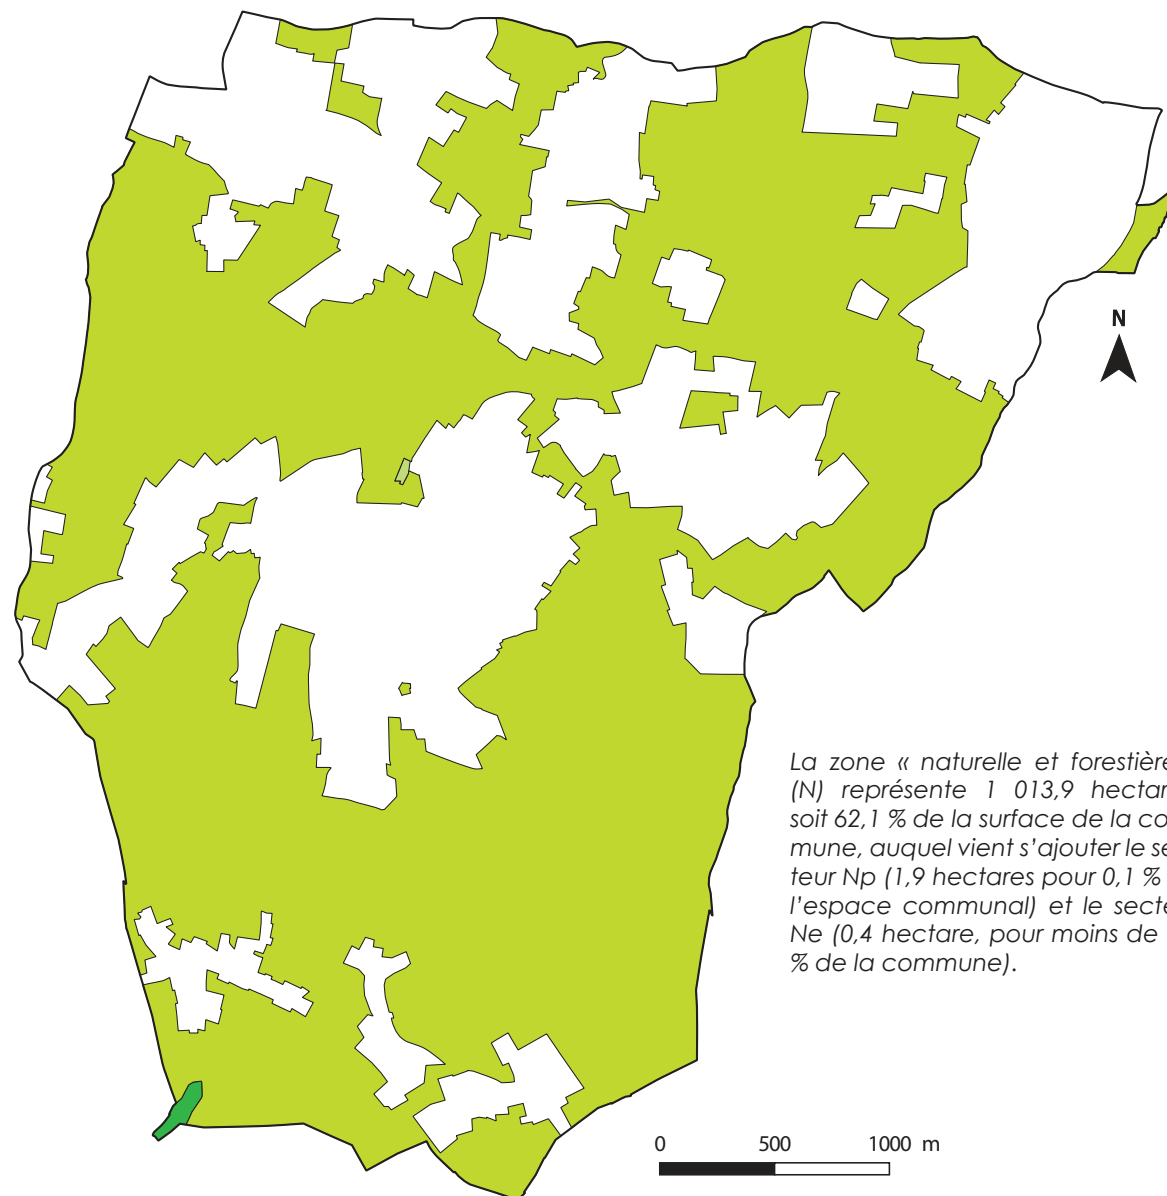 N
La zone « naturelle et forestière
(N) représente 1 013,9 hectar
soit 62,1 % de la surface de la co
mune, auquel vient s’ajouter le se
teur Np (1,9 hectares pour 0,1 %
l’espace communal) et le secte
Ne (0,4 hectare, pour moins de
% de la commune).
0 500 1000 m